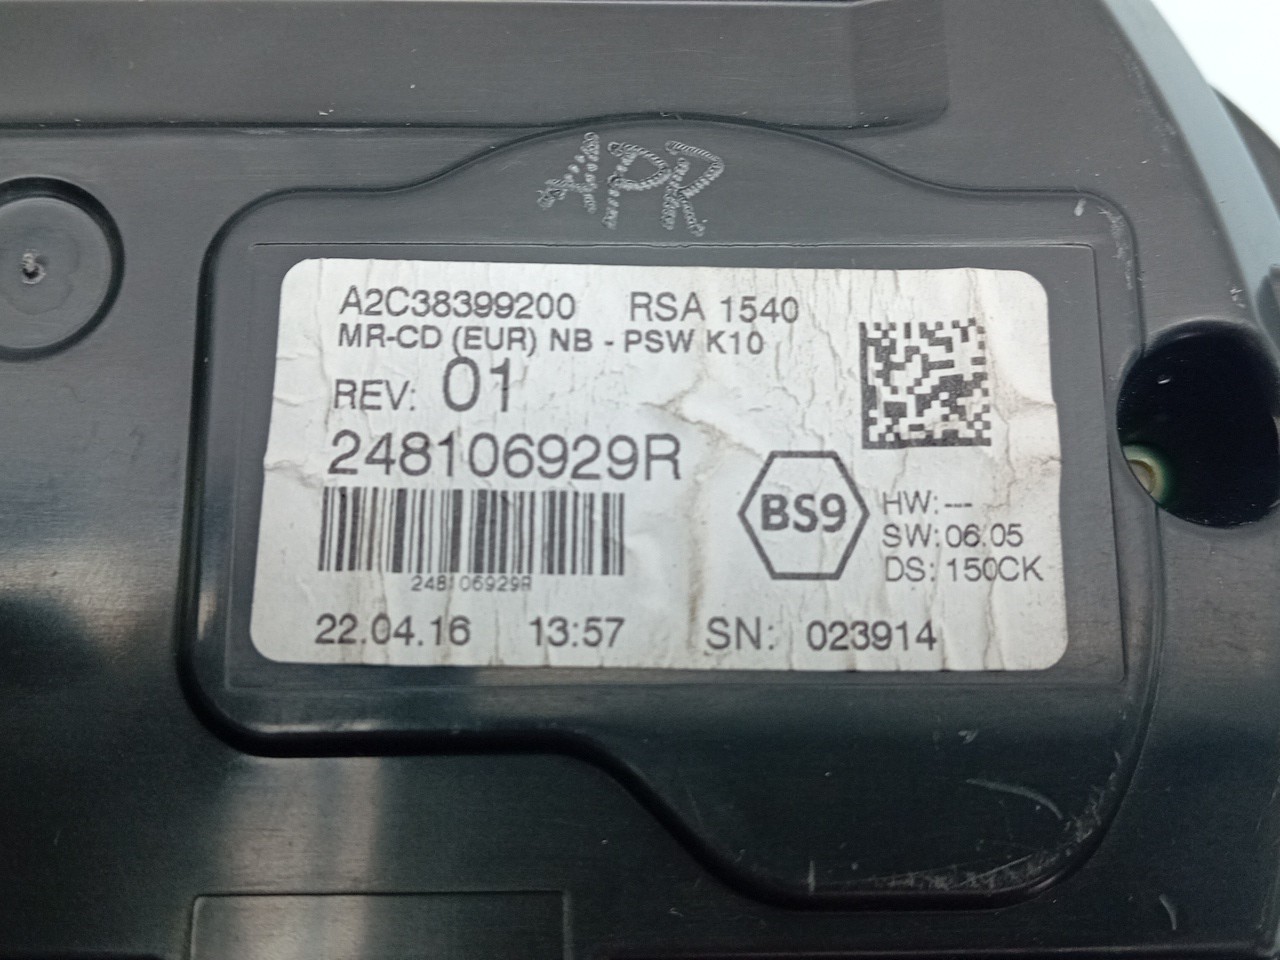 APR
A2C38399200 RSA 1540
MR-CD (EUR) NB - PSW K10
REV: 01
248106929R
BS9
HW: ---
SW: 06.05
DS: 150CK
248106929R
22.04.16 13:57 SN: 023914